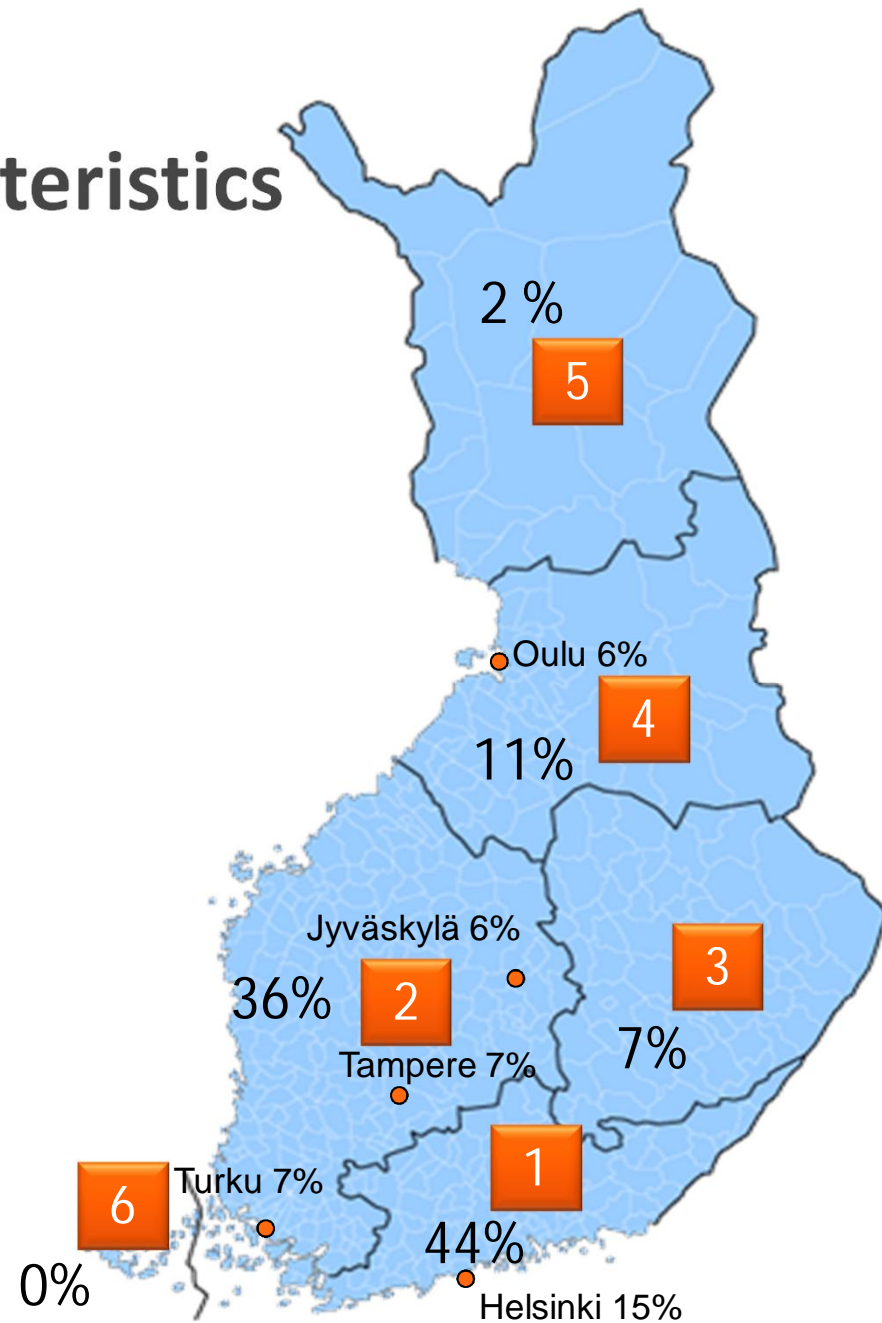 teristics
2 %
5
Oulu 6%
4
11%
Jyväskylä 6%
3
36%
2
7%
Tampere 7%
1
6
Turku 7%
44%
0%
Helsinki 15%